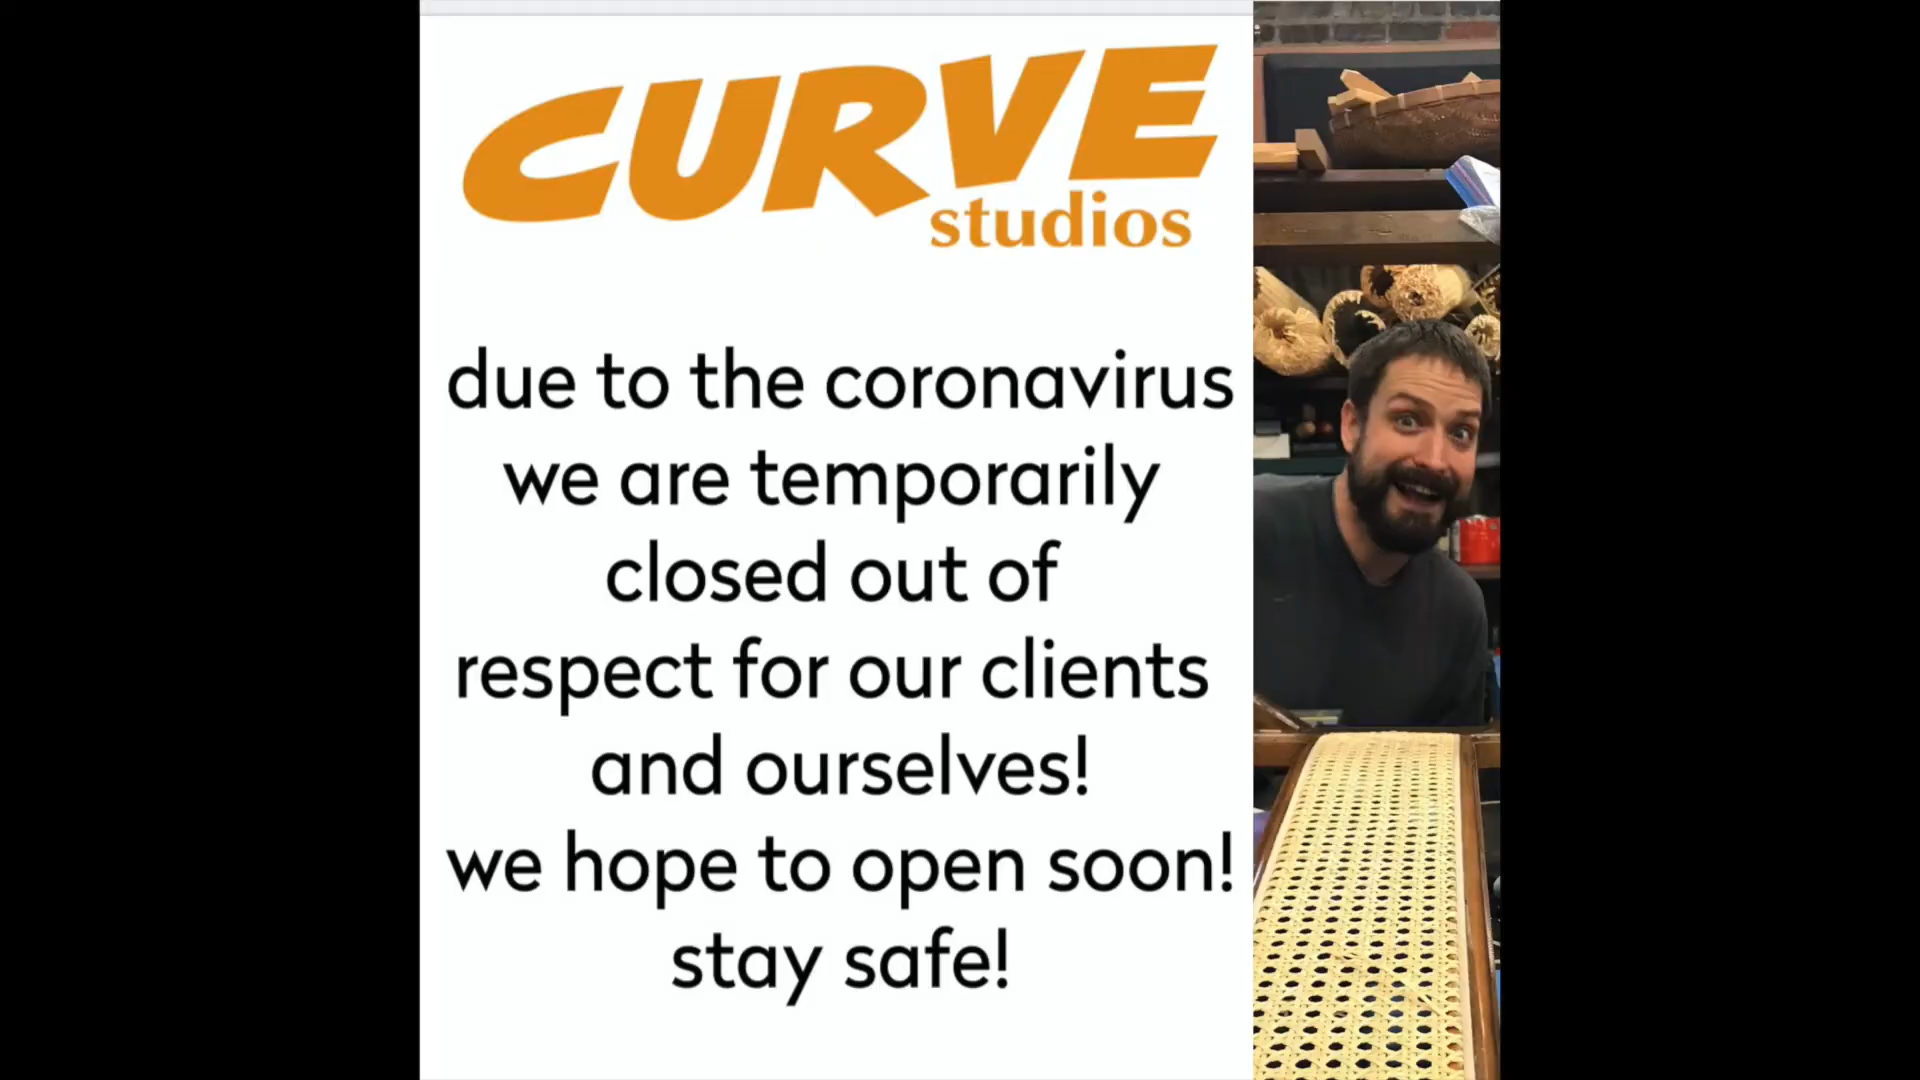 CURVE
studios
due to the coronavirus
we are temporarily
closed out of
respect for our clients
and ourselves!
we hope to open soon!
stay safe!